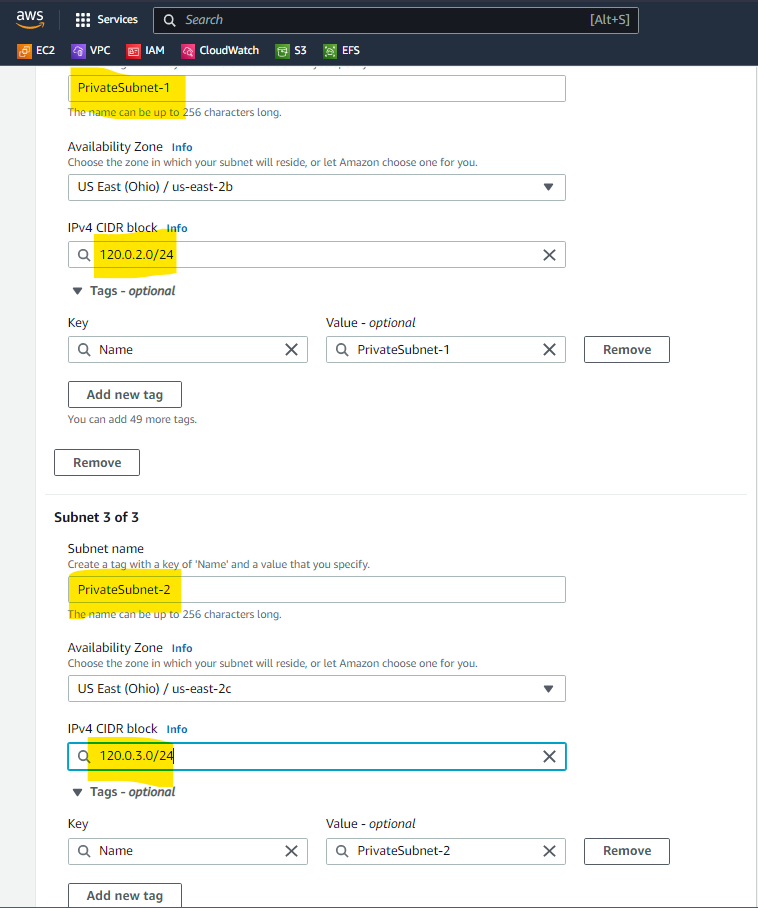 aws Services Search [Alt+S]
EC2 VPC IAM CloudWatch S3 EFS
PrivateSubnet-1
The name can be up to 256 characters long.
Availability Zone Info
Choose the zone in which your subnet will reside, or let Amazon choose one for you.
US East (Ohio) / us-east-2b
IPv4 CIDR block Info
120.0.2.0/24
Tags - optional
Key Value - optional
Name PrivateSubnet-1 Remove
Add new tag
You can add 49 more tags.
Remove
Subnet 3 of 3
Subnet name
Create a tag with a key of 'Name' and a value that you specify.
PrivateSubnet-2
The name can be up to 256 characters long.
Availability Zone Info
Choose the zone in which your subnet will reside, or let Amazon choose one for you.
US East (Ohio) / us-east-2c
IPv4 CIDR block Info
120.0.3.0/24
Tags - optional
Key Value - optional
Name PrivateSubnet-2 Remove
Add new tag